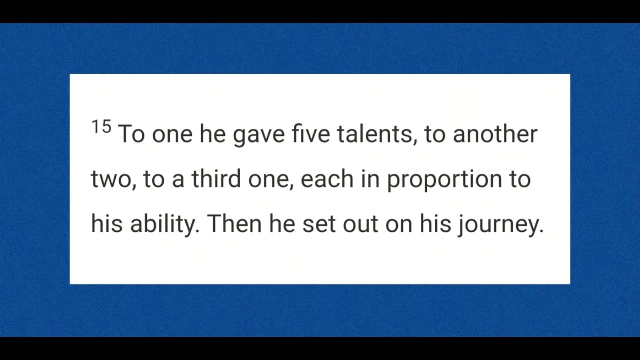 15 To one he gave five talents, to another
two, to a third one, each in proportion to
his ability. Then he set out on his journey.